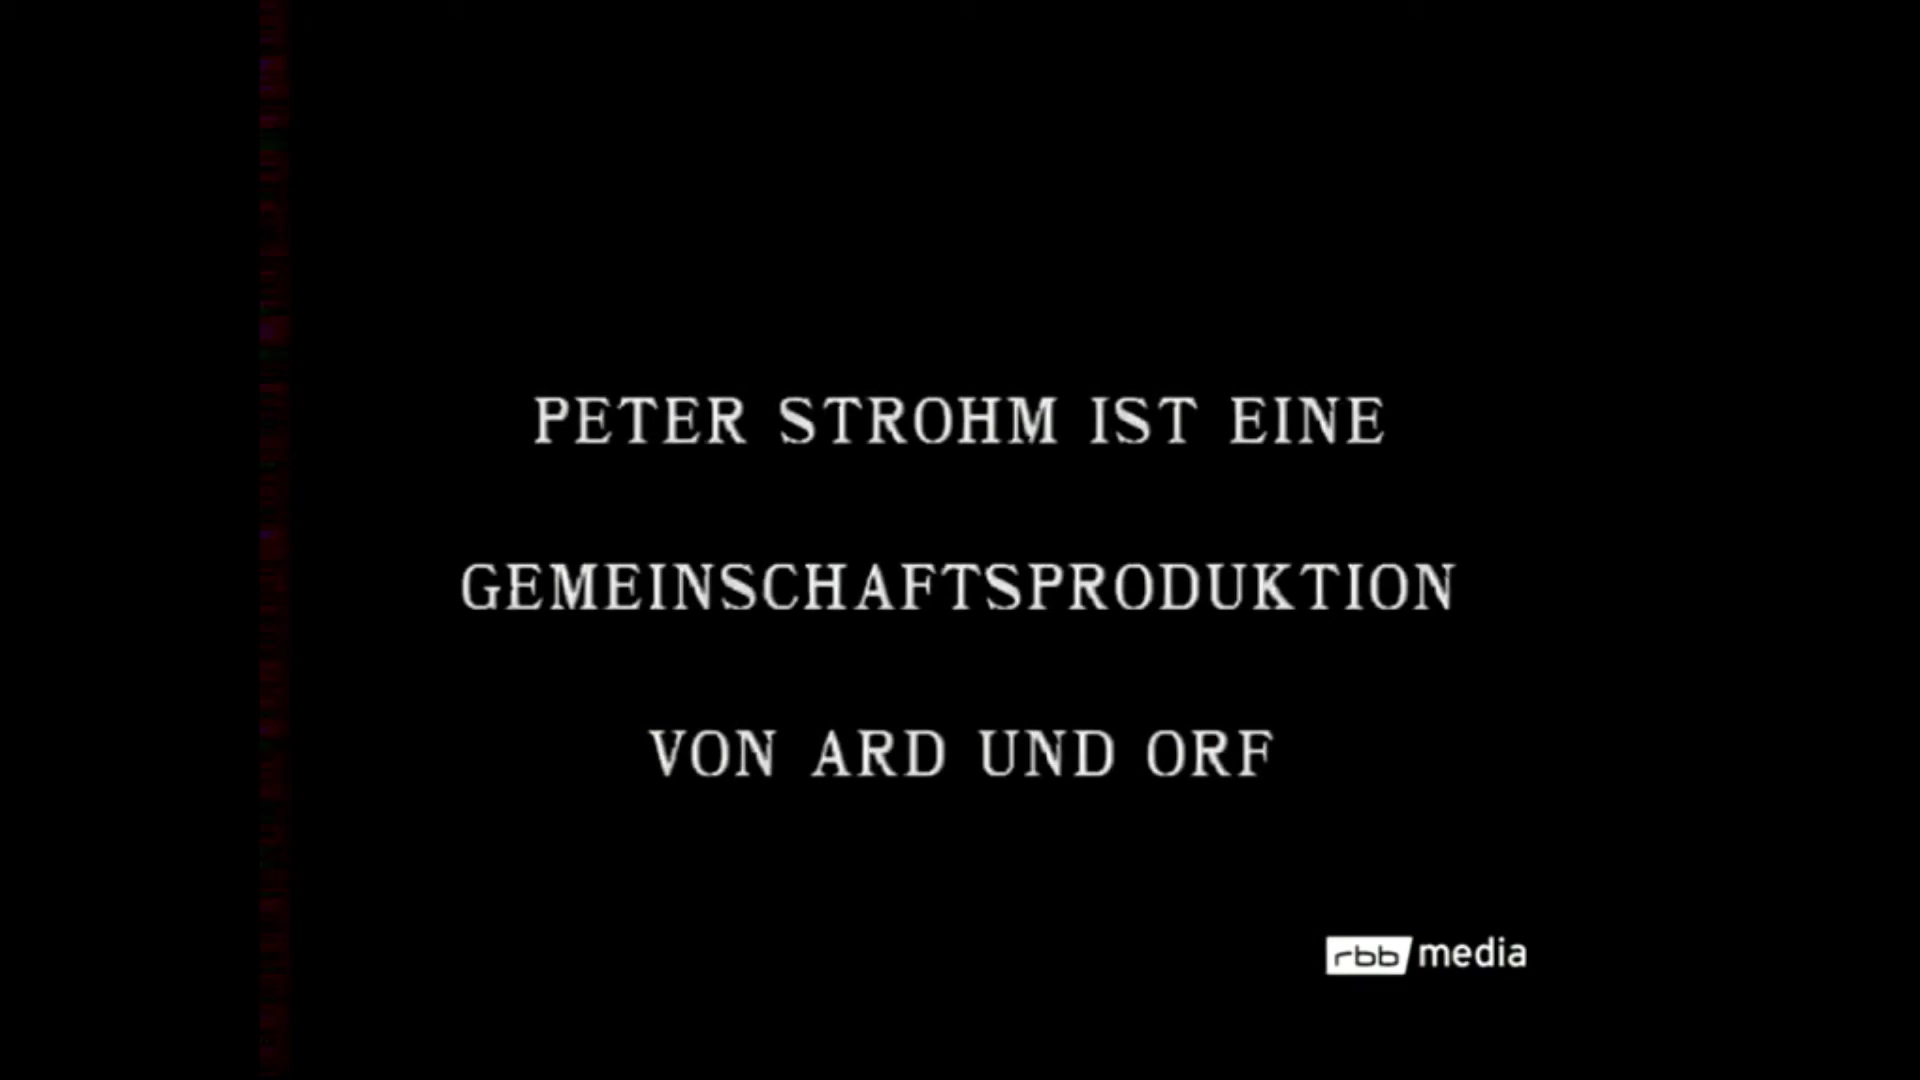 PETER STROHM IST EINE
GEMEINSCHAFTSPRODUKTION
VON ARD UND ORF
rbb media